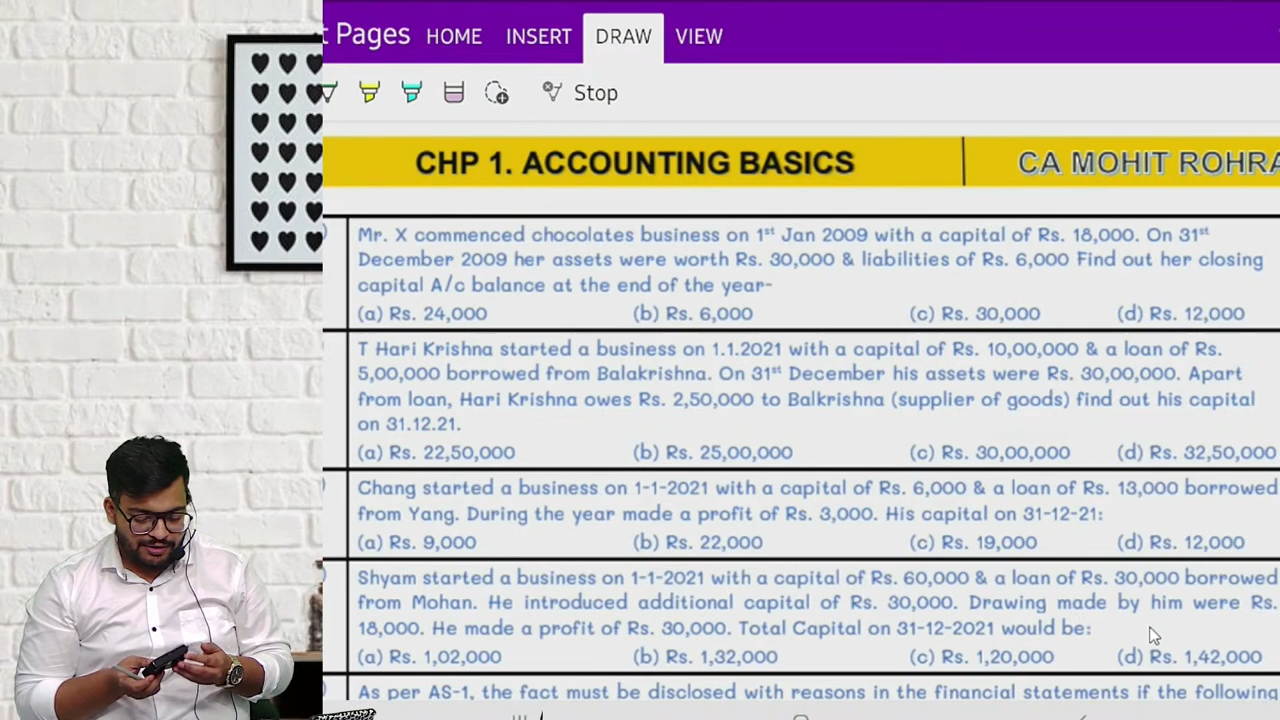 t Pages HOME INSERT DRAW VIEW
Stop
CHP 1. ACCOUNTING BASICS CA MOHIT ROHRA
Mr. X commenced chocolates business on 1st Jan 2009 with a capital of Rs. 18,000. On 31st
December 2009 her assets were worth Rs. 30,000 & liabilities of Rs. 6,000 Find out her closing
capital A/c balance at the end of the year-
(a) Rs. 24,000 (b) Rs. 6,000 (c) Rs. 30,000 (d) Rs. 12,000
T Hari Krishna started a business on 1.1.2021 with a capital of Rs. 10,00,000 & a loan of Rs.
5,00,000 borrowed from Balakrishna. On 31st December his assets were Rs. 30,00,000. Apart
from loan, Hari Krishna owes Rs. 2,50,000 to Balkrishna (supplier of goods) find out his capital
on 31.12.21.
(a) Rs. 22,50,000 (b) Rs. 25,00,000 (c) Rs. 30,00,000 (d) Rs. 32,50,000
Chang started a business on 1-1-2021 with a capital of Rs. 6,000 & a loan of Rs. 13,000 borrowed
from Yang. During the year made a profit of Rs. 3,000. His capital on 31-12-21:
(a) Rs. 9,000 (b) Rs. 22,000 (c) Rs. 19,000 (d) Rs. 12,000
Shyam started a business on 1-1-2021 with a capital of Rs. 60,000 & a loan of Rs. 30,000 borrowed
from Mohan. He introduced additional capital of Rs. 30,000. Drawing made by him were Rs.
18,000. He made a profit of Rs. 30,000. Total Capital on 31-12-2021 would be:
(a) Rs. 1,02,000 (b) Rs. 1,32,000 (c) Rs. 1,20,000 (d) Rs. 1,42,000
As per AS-1, the fact must be disclosed with reasons in the financial statements if the following